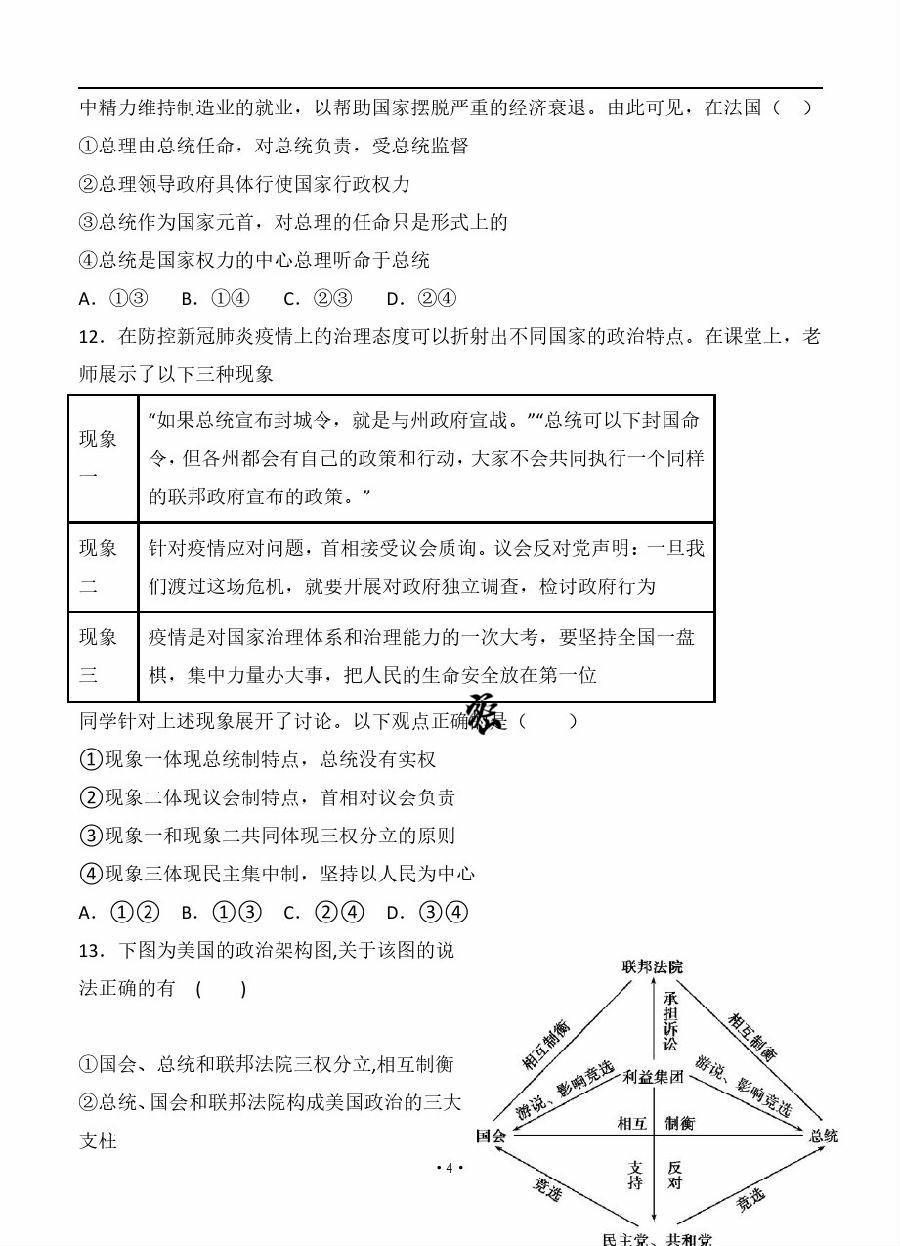 中精力维持制造业的就业，以帮助国家摆脱严重的经济衰退。由此可见，在法国（　）
①总理由总统任命，对总统负责，受总统监督
②总理领导政府具体行使国家行政权力
③总统作为国家元首，对总理的任命只是形式上的
④总统是国家权力的中心总理听命于总统
A．①③ B．①④ C．②③ D．②④
12．在防控新冠肺炎疫情上的治理态度可以折射出不同国家的政治特点。在课堂上，老
师展示了以下三种现象
现象一
“如果总统宣布封城令，就是与州政府宣战。”“总统可以下封国命
令，但各州都会有自己的政策和行动，大家不会共同执行一个同样
的联邦政府宣布的政策。”
现象二
针对疫情应对问题，首相接受议会质询。议会反对党声明：一旦我
们渡过这场危机，就要开展对政府独立调查，检讨政府行为
现象三
疫情是对国家治理体系和治理能力的一次大考，要坚持全国一盘
棋，集中力量办大事，把人民的生命安全放在第一位
同学针对上述现象展开了讨论。以下观点正确是（　　）
①现象一体现总统制特点，总统没有实权
②现象二体现议会制特点，首相对议会负责
③现象一和现象二共同体现三权分立的原则
④现象三体现民主集中制，坚持以人民为中心
A．①② B．①③ C．②④ D．③④
13．下图为美国的政治架构图,关于该图的说
法正确的有 (　　)
①国会、总统和联邦法院三权分立,相互制衡
②总统、国会和联邦法院构成美国政治的三大
支柱
联邦法院
承担诉讼
相互制衡
相互制衡
利益集团
游说、影响竞选
游说、影响竞选
相互 制衡
国会
总统
支持
反对
竞选
竞选
民主党、共和党
·4·